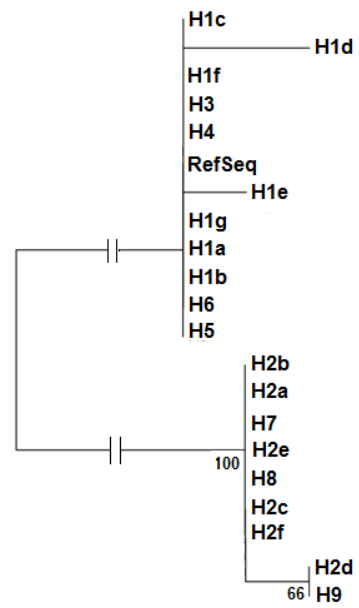 H1c
H1d
H1f
H3
H4
RefSeq
H1e
H1g
H1a
H1b
H6
H5
H2b
H2a
H7
H2e
100
H8
H2c
H2f
H2d
66
H9